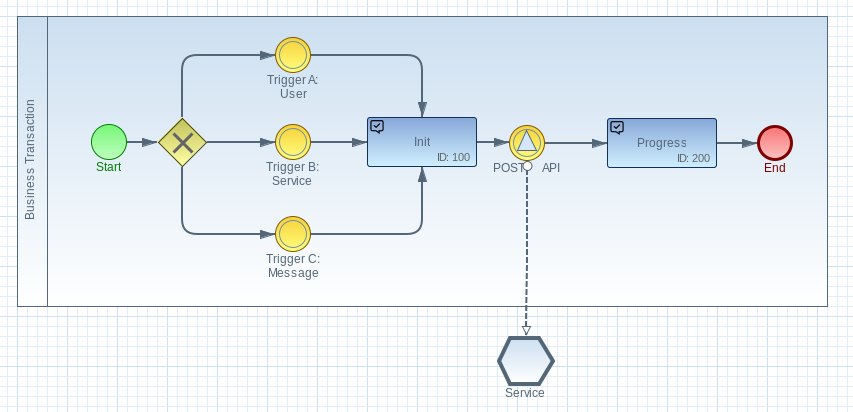 Business Transaction
Start
Trigger A:
User
Trigger B:
Service
Trigger C:
Message
Init
ID: 100
POST API
Progress
ID: 200
End
Service